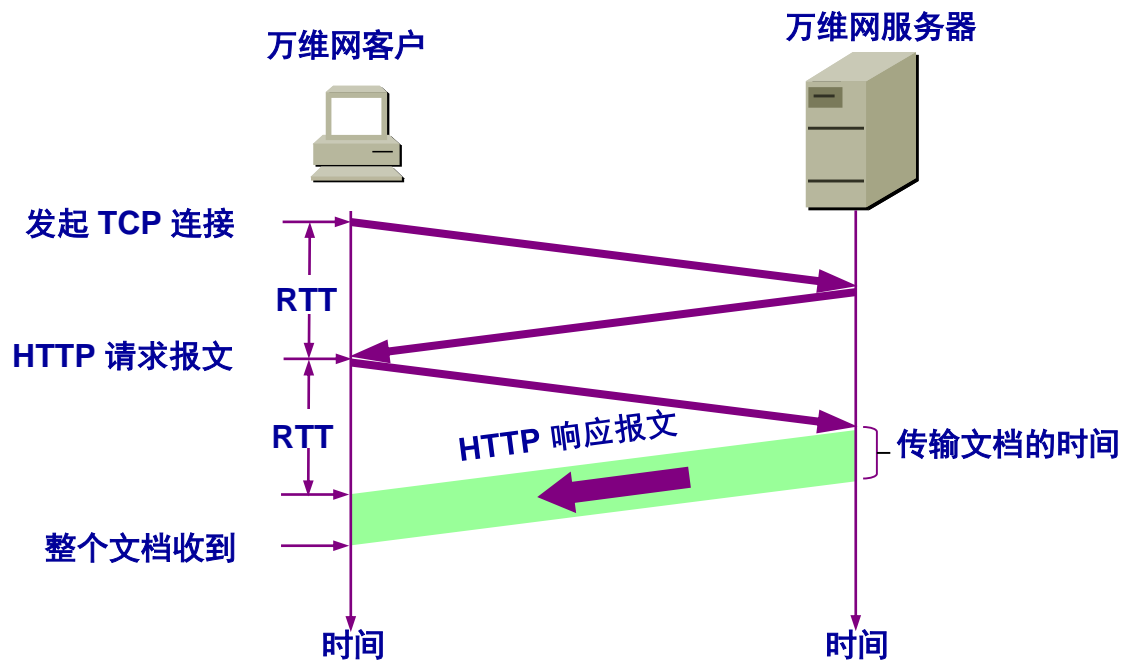 万维网客户
万维网服务器
发起 TCP 连接
RTT
HTTP 请求报文
RTT
HTTP 响应报文
传输文档的时间
整个文档收到
时间
时间